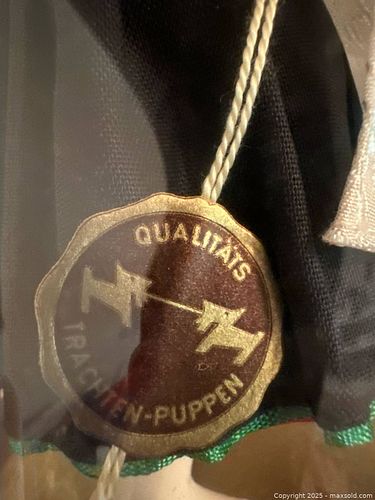 QUALITÄTS
TRACHTEN-PUPPEN
Copyright 2025 - maxsold.com